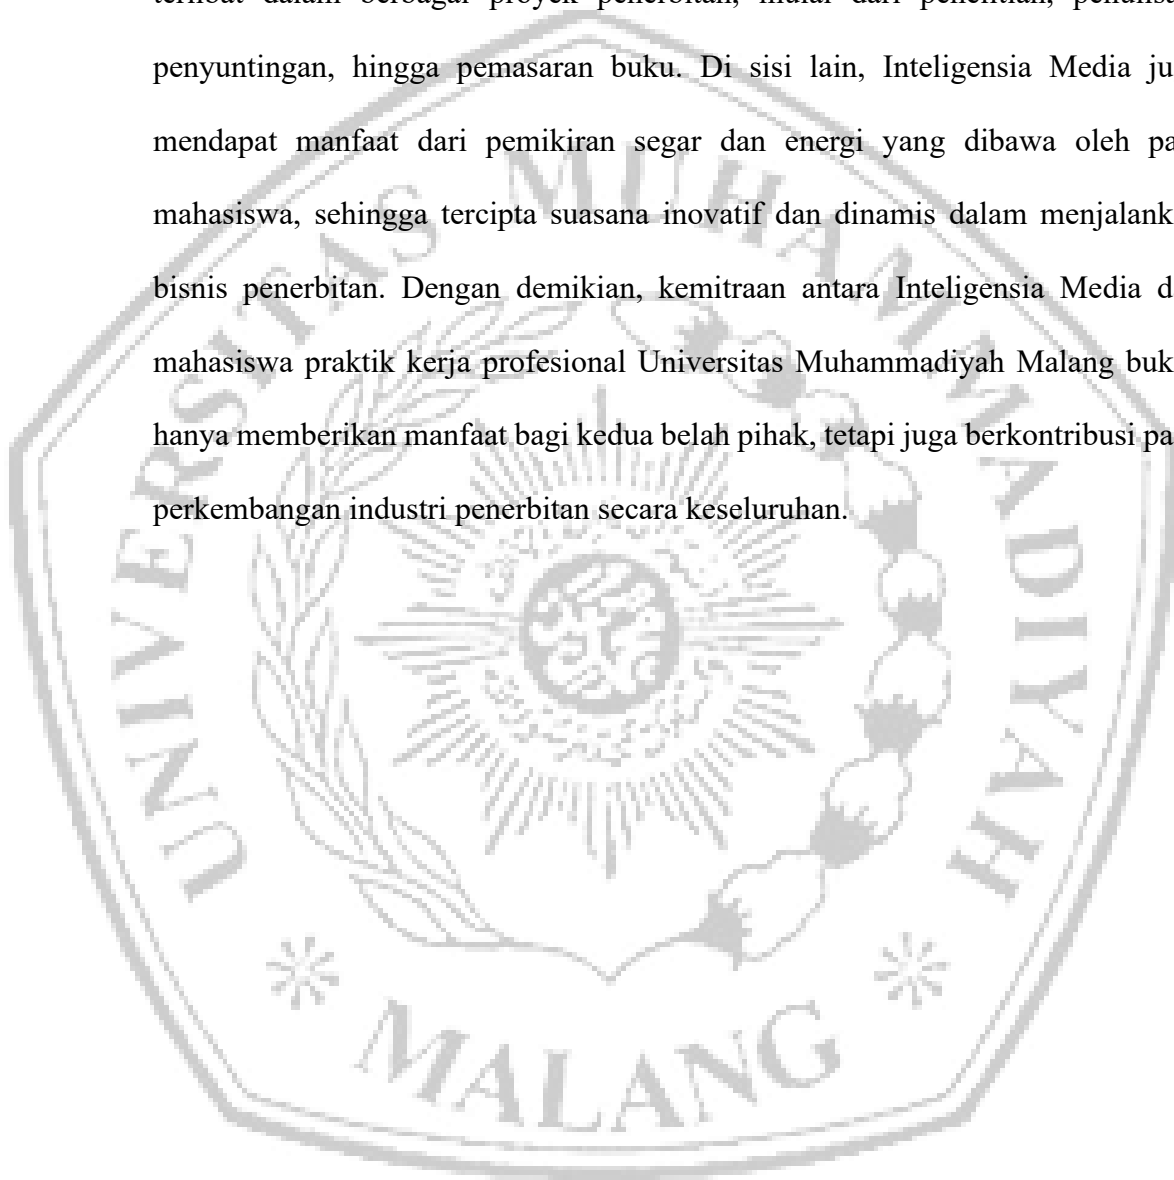 terlibat dalam berbagai proyek penerbitan, mulai dari penelitian, penulisa
penyuntingan, hingga pemasaran buku. Di sisi lain, Inteligensia Media ju
mendapat manfaat dari pemikiran segar dan energi yang dibawa oleh pa
mahasiswa, sehingga tercipta suasana inovatif dan dinamis dalam menjalank
bisnis penerbitan. Dengan demikian, kemitraan antara Inteligensia Media d
mahasiswa praktik kerja profesional Universitas Muhammadiyah Malang buk
hanya memberikan manfaat bagi kedua belah pihak, tetapi juga berkontribusi pa
perkembangan industri penerbitan secara keseluruhan.
UNIVERSITAS MUHAMMADIYAH
MALANG